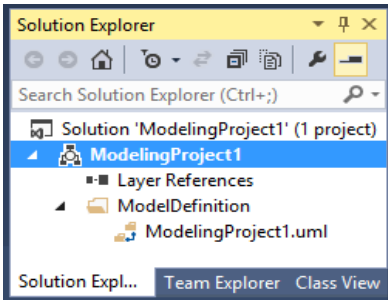 Solution Explorer
Search Solution Explorer (Ctrl+;)
Solution 'ModelingProject1' (1 project)
ModelingProject1
Layer References
ModelDefinition
ModelingProject1.uml
Solution Expl... Team Explorer Class View